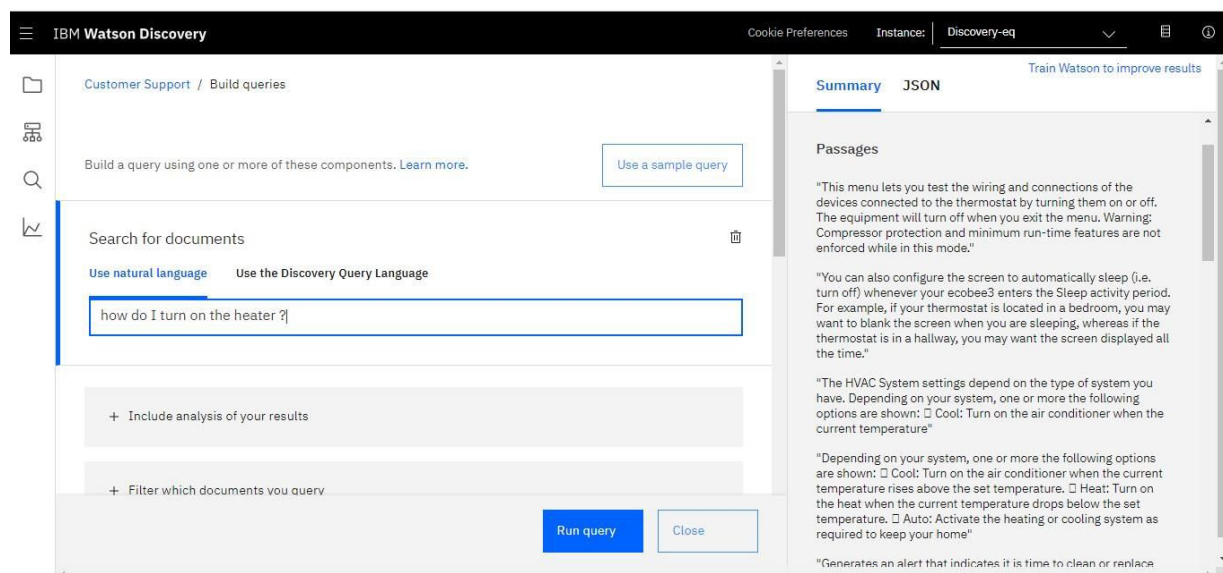 IBM Watson Discovery
Cookie Preferences
Instance:
Discovery-eq
Customer Support / Build queries
Build a query using one or more of these components. Learn more.
Use a sample query
Search for documents
Use natural language
Use the Discovery Query Language
how do I turn on the heater ?
+ Include analysis of your results
+ Filter which documents you query
Run query
Close
Train Watson to improve results
Summary
JSON
Passages
"This menu lets you test the wiring and connections of the
devices connected to the thermostat by turning them on or off.
The equipment will turn off when you exit the menu. Warning:
Compressor protection and minimum run-time features are not
enforced while in this mode."
"You can also configure the screen to automatically sleep (i.e.
turn off) whenever your ecobee3 enters the Sleep activity period.
For example, if your thermostat is located in a bedroom, you may
want to blank the screen when you are sleeping, whereas if the
thermostat is in a hallway, you may want the screen displayed all
the time."
"The HVAC System settings depend on the type of system you
have. Depending on your system, one or more the following
options are shown: □ Cool: Turn on the air conditioner when the
current temperature"
"Depending on your system, one or more the following options
are shown: □ Cool: Turn on the air conditioner when the current
temperature rises above the set temperature. □ Heat: Turn on
the heat when the current temperature drops below the set
temperature. □ Auto: Activate the heating or cooling system as
required to keep your home"
"Generates an alert that indicates it is time to clean or replace